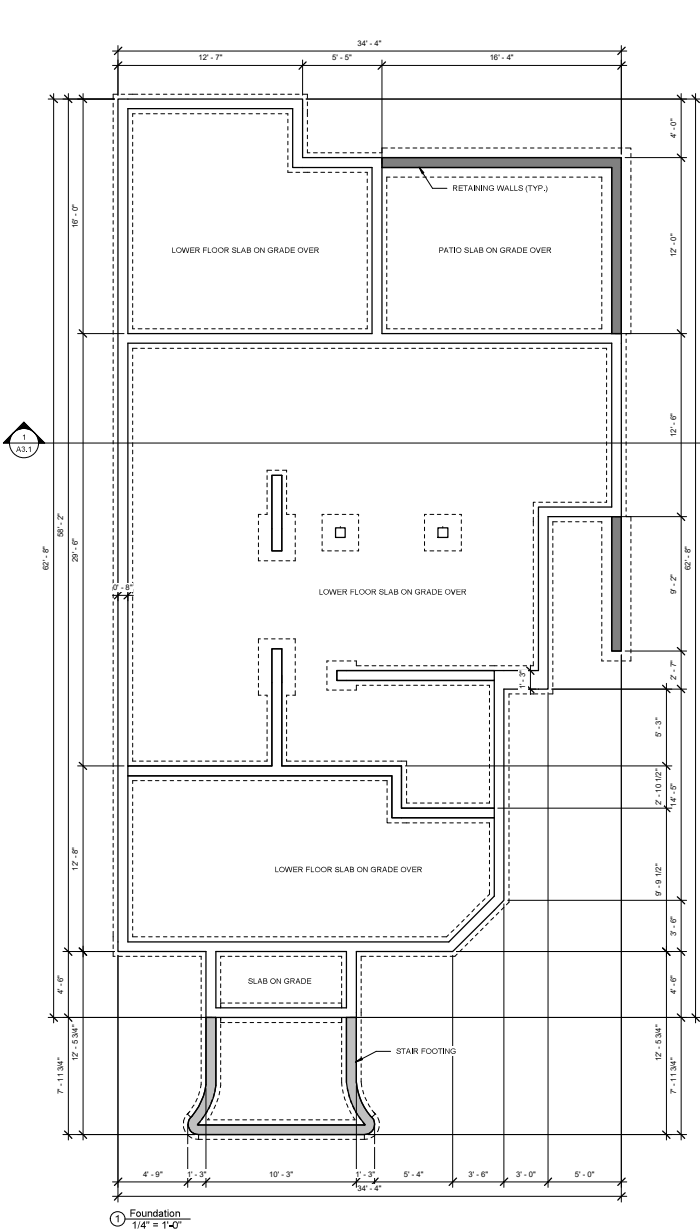 34' - 4"
12' - 7"
5' - 5"
16' - 4"
4' - 0"
RETAINING WALLS (TYP.)
16' - 0"
LOWER FLOOR SLAB ON GRADE OVER
PATIO SLAB ON GRADE OVER
12' - 0"
12' - 6"
1
A3.1
62' - 8"
58' - 2"
29' - 6"
62' - 8"
0' - 8"
LOWER FLOOR SLAB ON GRADE OVER
9' - 2"
1' - 3"
2' - 7"
5' - 3"
2' - 10 1/2"
14' - 5"
12' - 8"
LOWER FLOOR SLAB ON GRADE OVER
9' - 9 1/2"
3' - 6"
4' - 6"
SLAB ON GRADE
4' - 6"
7' - 11 3/4"
12' - 5 3/4"
STAIR FOOTING
12' - 5 3/4"
7' - 11 3/4"
4' - 9"
1' - 3"
10' - 3"
1' - 3"
5' - 4"
3' - 6"
3' - 0"
5' - 0"
34' - 4"
1
Foundation
1/4" = 1'-0"